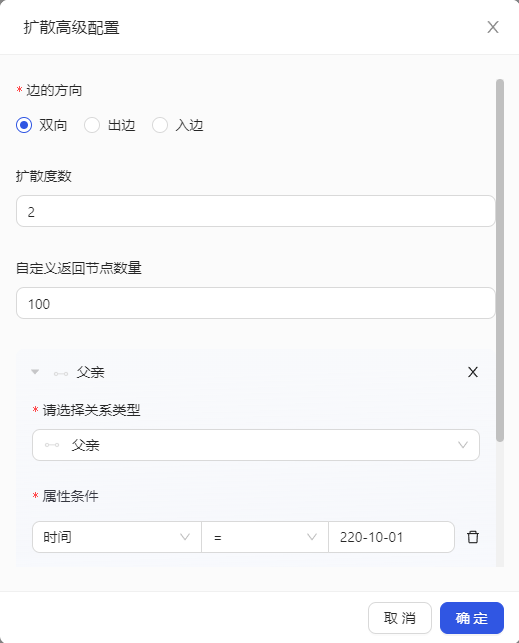 扩散高级配置
* 边的方向
双向 出边 入边
扩散度数
2
自定义返回节点数量
100
父亲
* 请选择关系类型
父亲
* 属性条件
时间 = 220-10-01
取 消 确 定